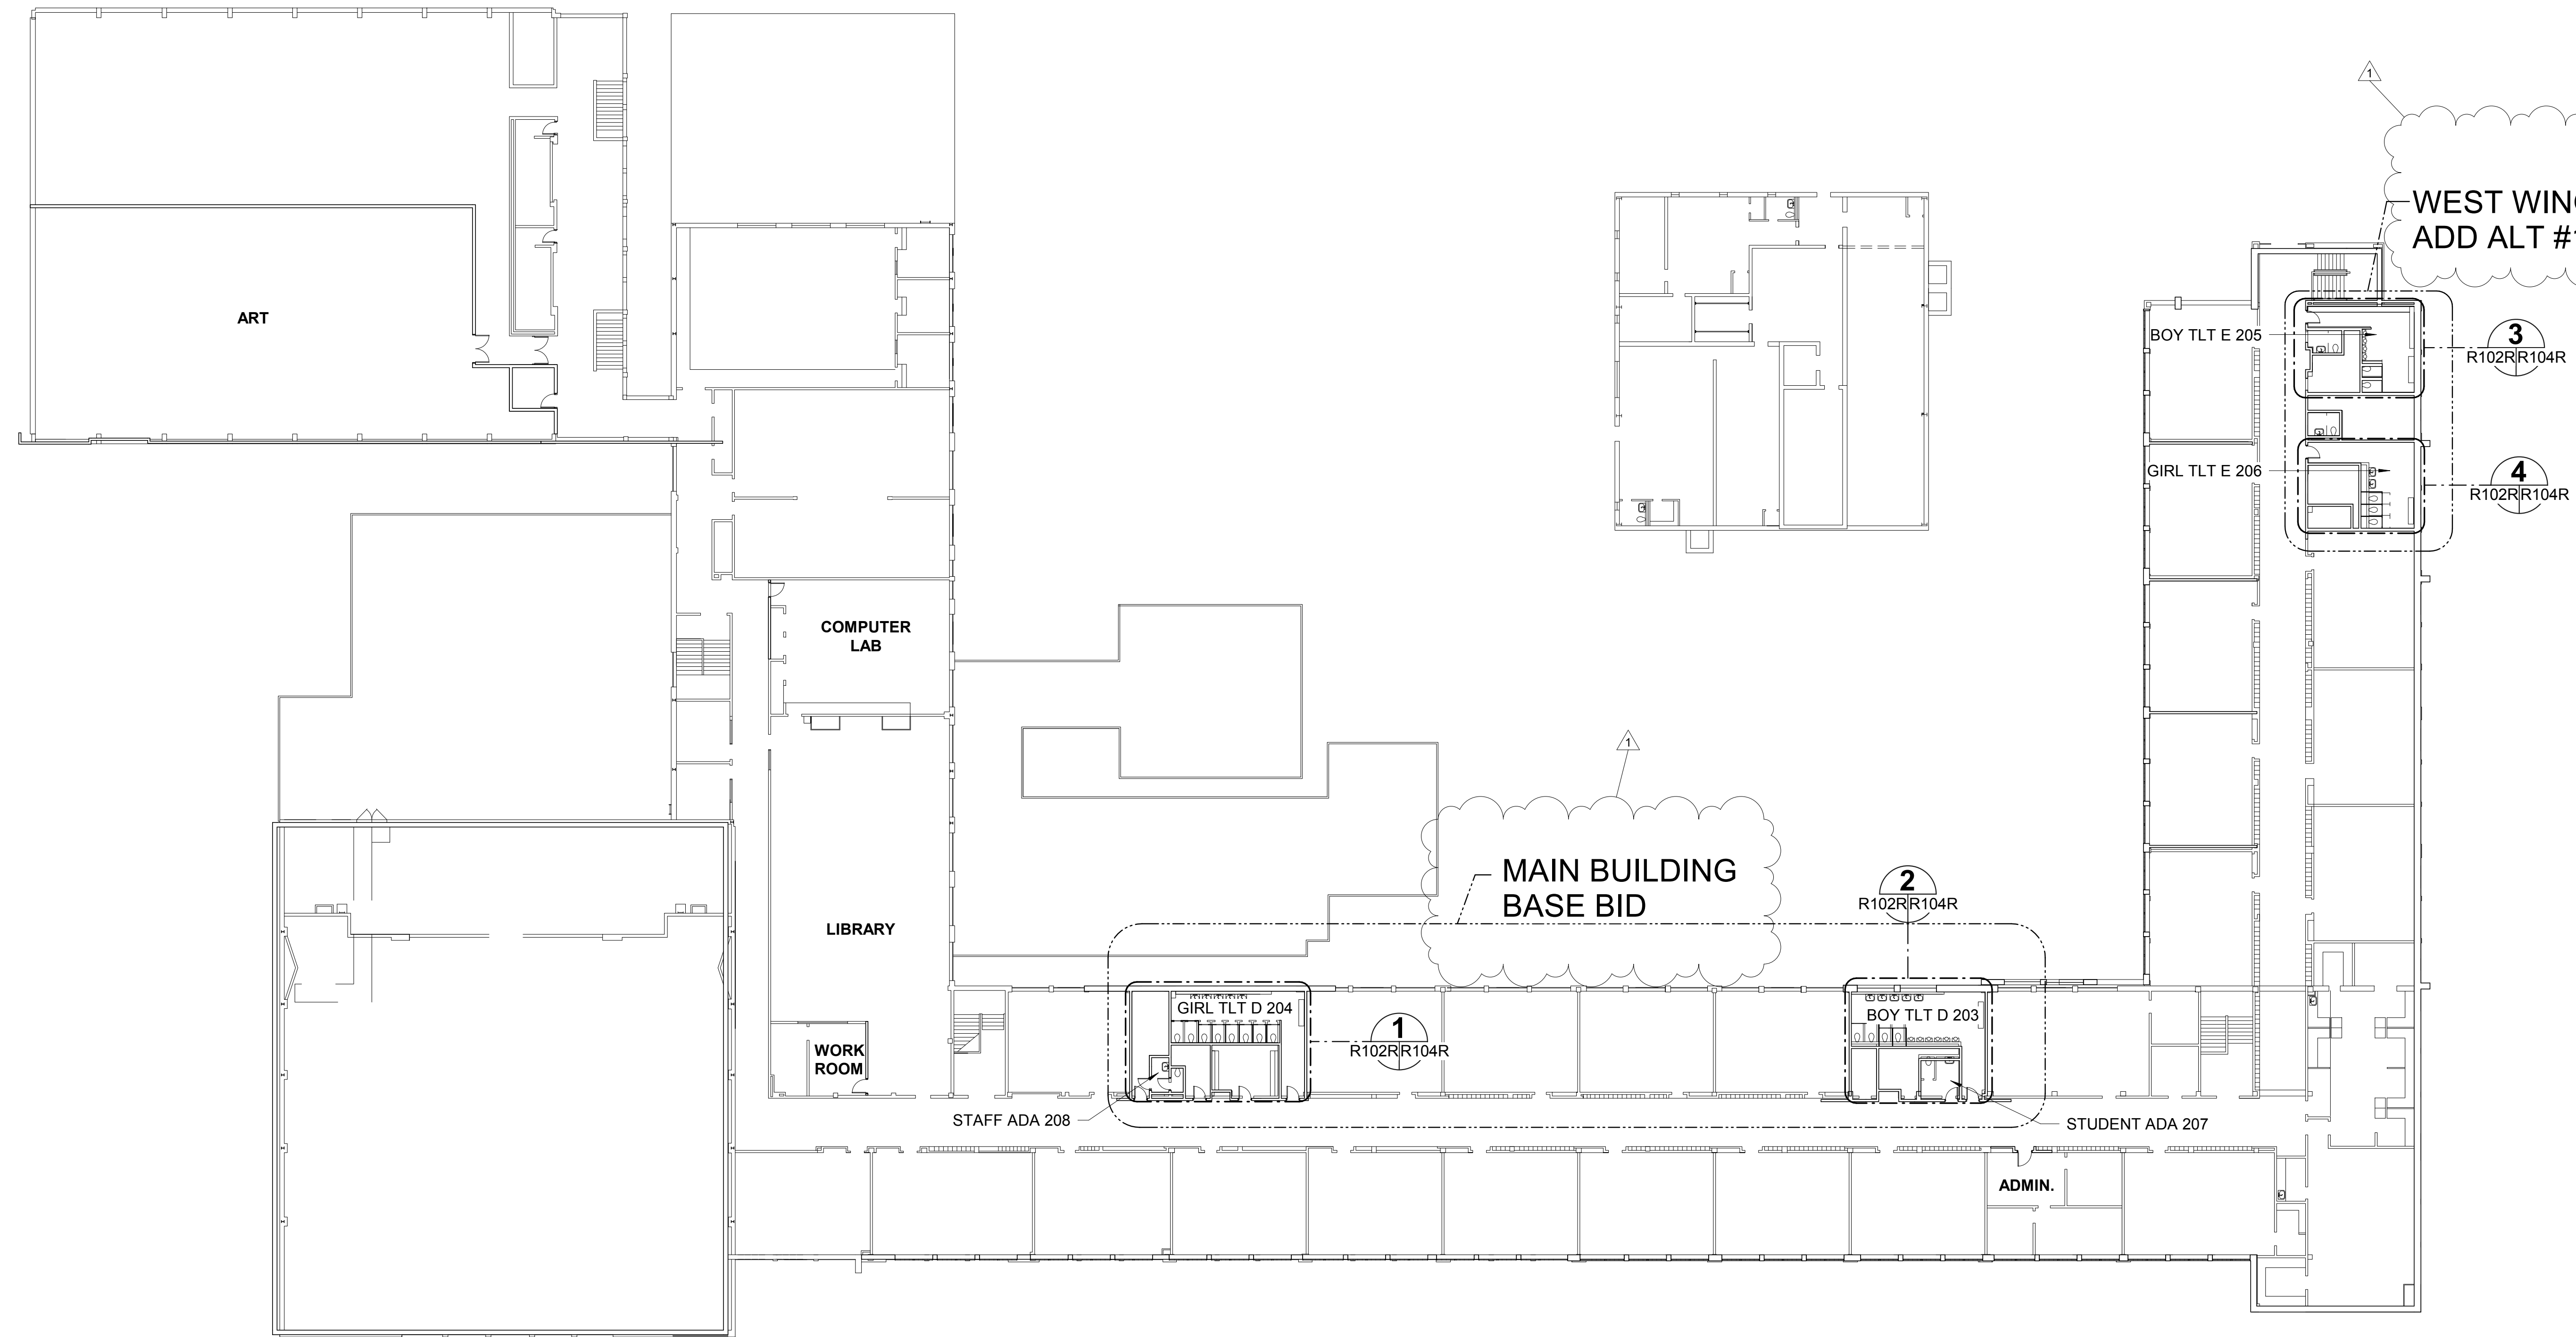 1
WEST WIN
ADD ALT #
ART
BOY TLT E 205
3
R102R R104R
GIRL TLT E 206
4
R102R R104R
COMPUTER
LAB
1
MAIN BUILDING
BASE BID
2
R102R R104R
LIBRARY
GIRL TLT D 204
BOY TLT D 203
1
R102R R104R
WORK
ROOM
STAFF ADA 208
STUDENT ADA 207
ADMIN.